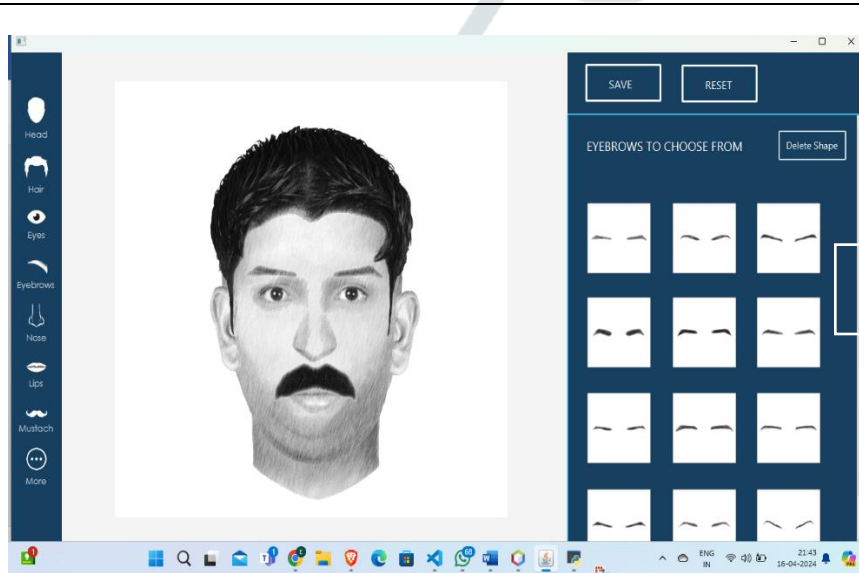 SAVE
RESET
Head
EYEBROWS TO CHOOSE FROM
Delete Shape
Hair
Eyes
Eyebrows
Nose
Lips
Mustach
More
ENG
IN
21:43
16-04-2024
68